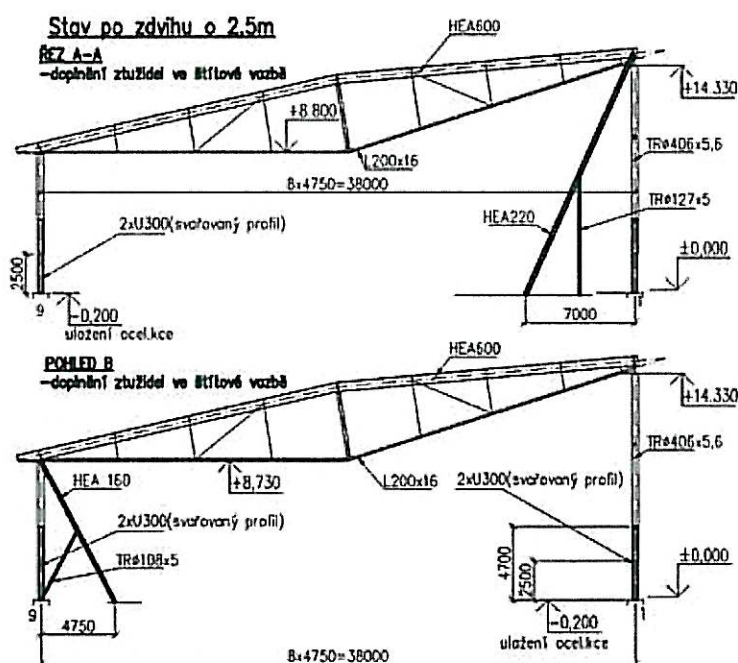 Stav po zdvihu o 2,5m
ŘEZ A-A
-doplnění ztužidel ve štítové vazbě
HEA600
+14.330
+8.800
L200x16
TRø406x5,6
8x4750=38000
TRø127x5
2xU300(svařovaný profil)
HEA220
2500
±0,000
9
-0,200
7000
1
uložení ocel.kce
POHLED B
-doplnění ztužidel ve štítové vazbě
HEA600
+14.330
TRø406x5,6
HEA 160
+8,730
L200x16
2xU300(svařovaný profil)
2xU300(svařovaný profil)
TRø108x5
4700
2500
±0,000
9
4750
-0,200
1
uložení ocel.kce
8x4750=38000